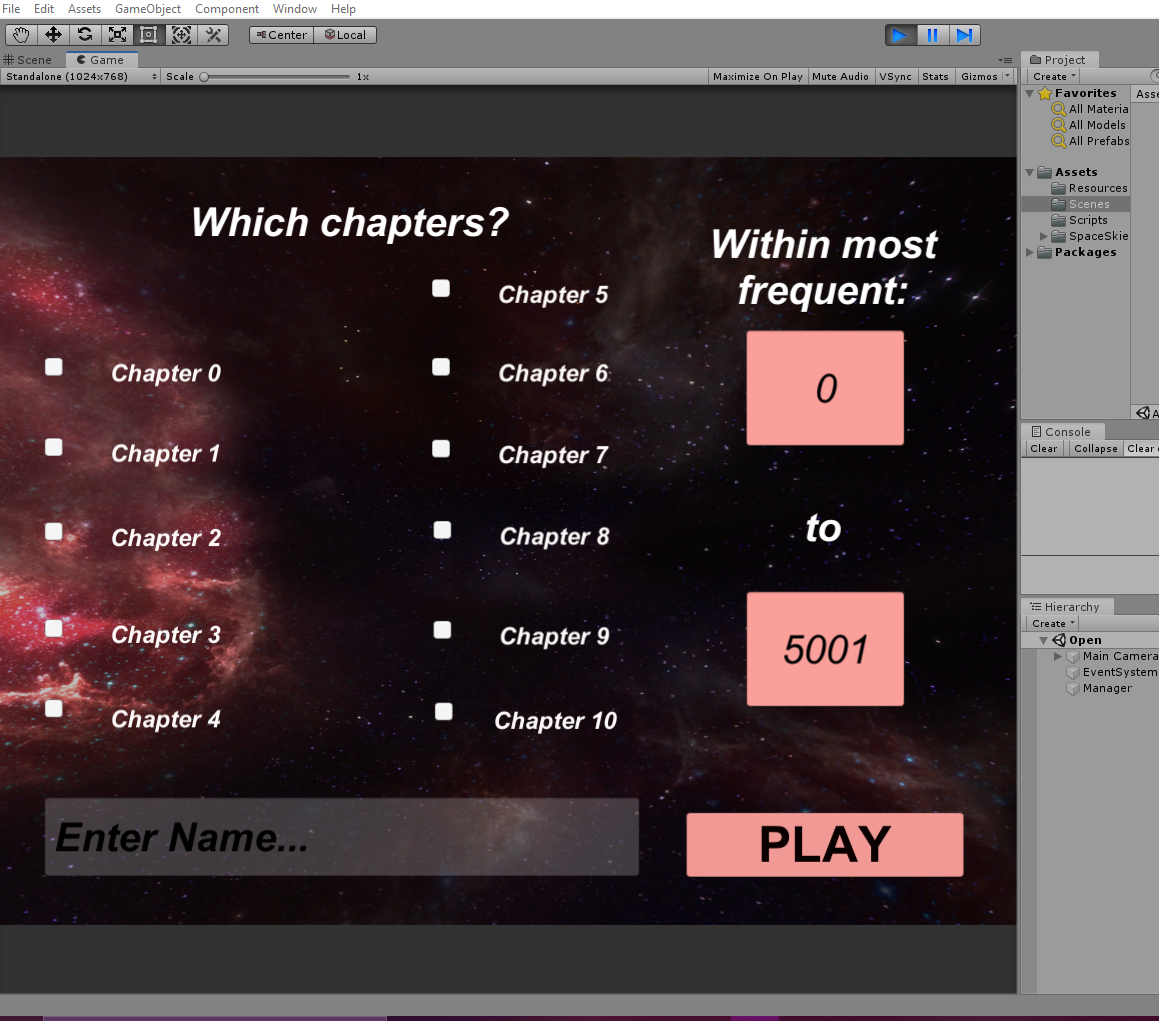 File Edit Assets GameObject Component Window Help
Center Local
Scene Game
Standalone (1024x768) Scale 1x Maximize On Play Mute Audio VSync Stats Gizmos
Which chapters?
Chapter 0
Chapter 1
Chapter 2
Chapter 3
Chapter 4
Chapter 5
Chapter 6
Chapter 7
Chapter 8
Chapter 9
Chapter 10
Within most
frequent:
0
to
5001
Enter Name...
PLAY
Project
Create
Favorites
All Materia
All Models
All Prefabs
Assets
Resources
Scenes
Scripts
SpaceSkie
Packages
Asse
A
Console
Clear Collapse Clear
Hierarchy
Create
Open
Main Camera
EventSystem
Manager